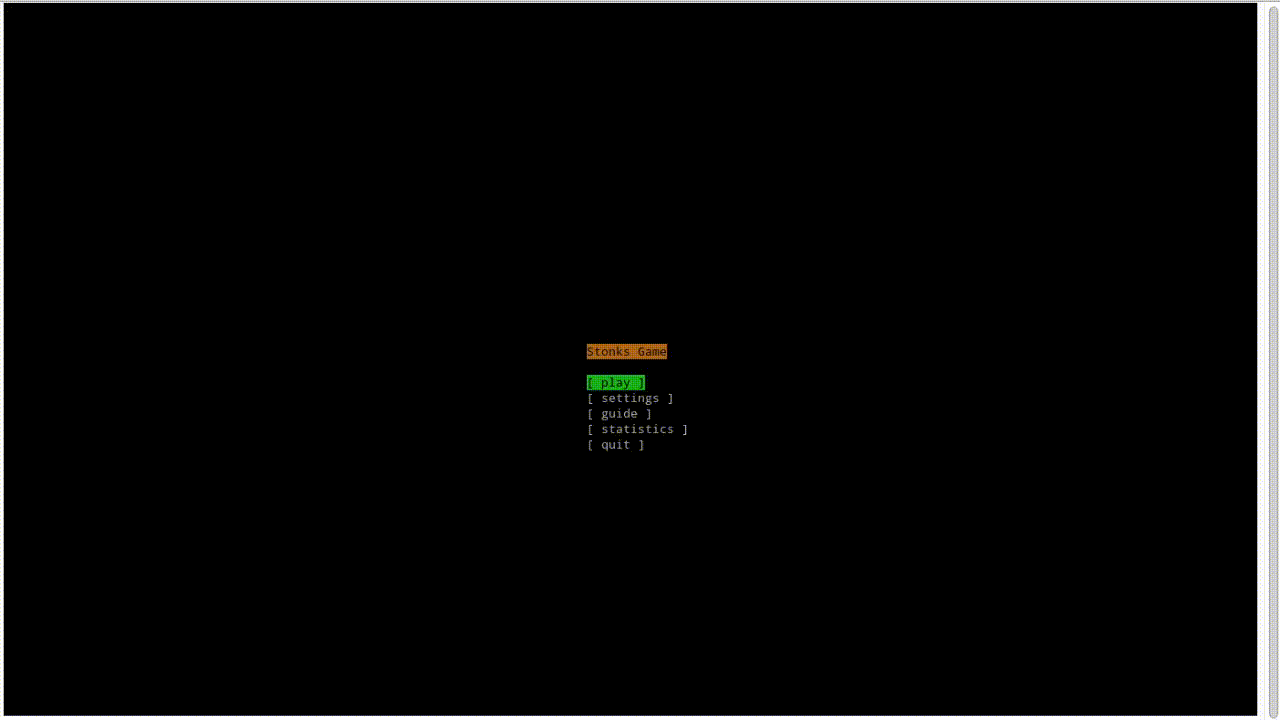 Stonks Game
[ play ]
[ settings ]
[ guide ]
[ statistics ]
[ quit ]